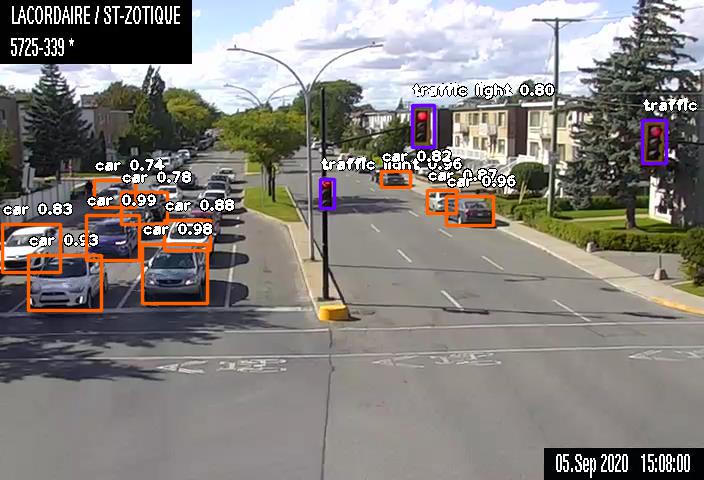 LACORDAIRE / ST-ZOTIQUE
5725-339 *
traffic light 0.80
traffic
car 0.74
car 0.78
traffic light 0.96
car 0.82
car 0.87
car 0.96
car 0.99
car 0.83
car 0.88
car 0.93
car 0.98
05.Sep 2020 15:08:00